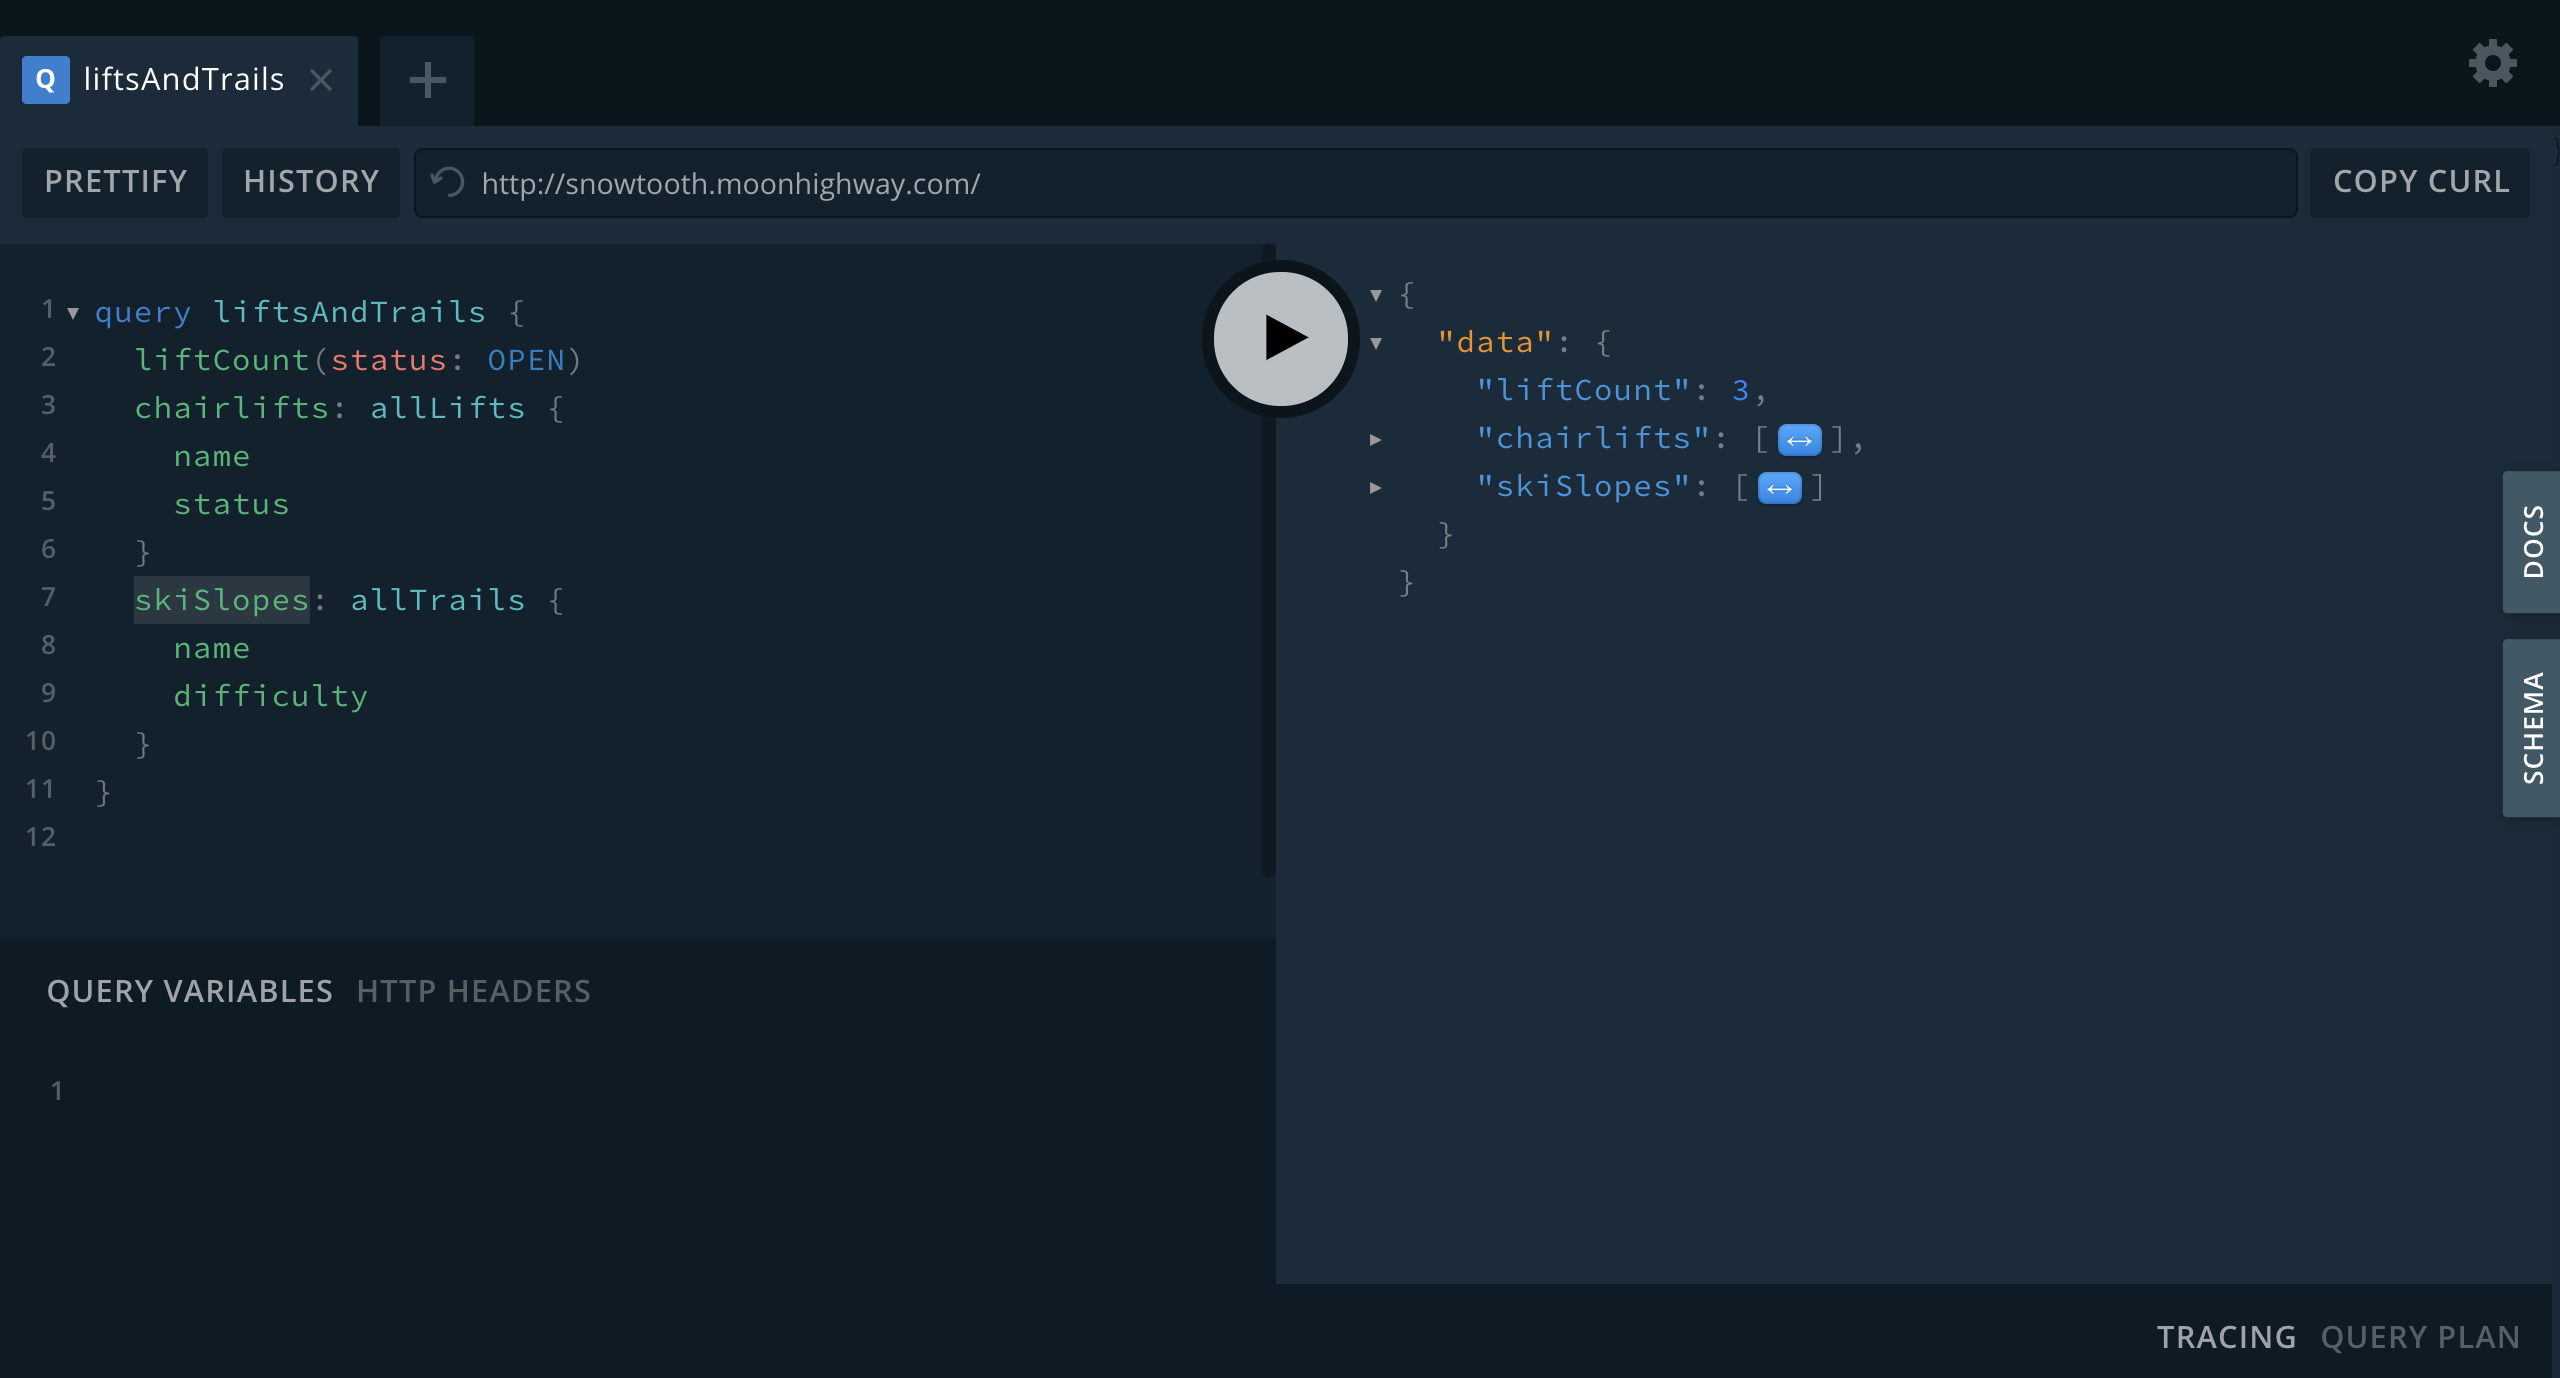 Q liftsAndTrails
PRETTIFY HISTORY http://snowtooth.moonhighway.com/ COPY CURL
1 query liftsAndTrails {
2 liftCount(status: OPEN)
3 chairlifts: allLifts {
4 name
5 status
6 }
7 skiSlopes: allTrails {
8 name
9 difficulty
10 }
11 }
12
{
"data": {
"liftCount": 3,
"chairlifts": [↔],
"skiSlopes": [↔]
}
}
DOCS
SCHEMA
QUERY VARIABLES HTTP HEADERS
1
TRACING QUERY PLAN